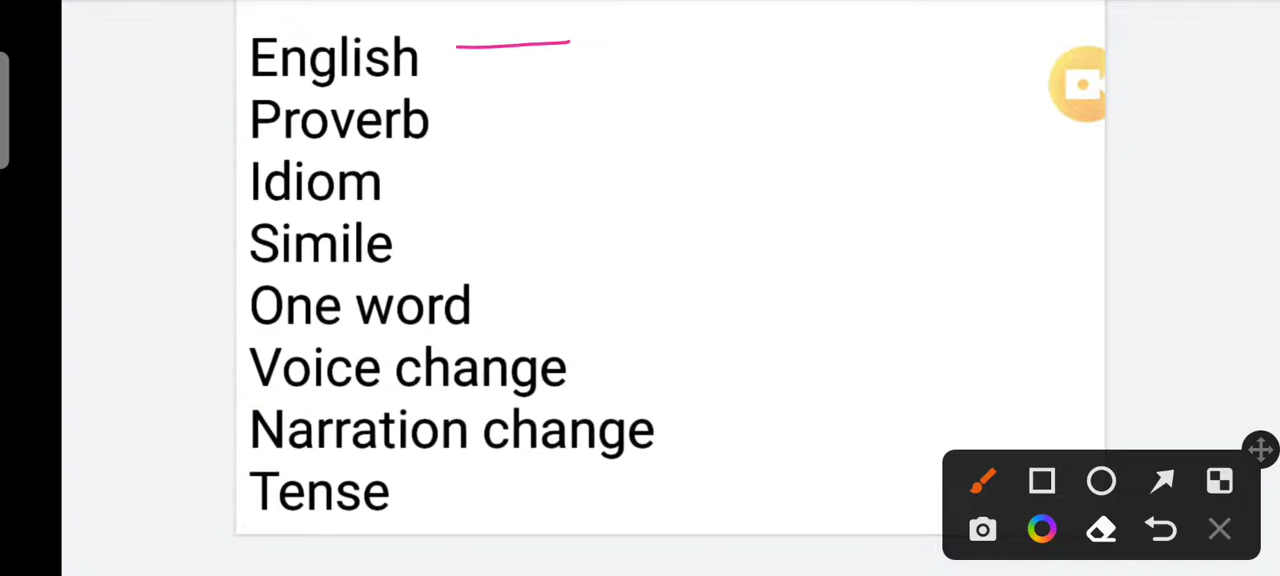 English
Proverb
Idiom
Simile
One word
Voice change
Narration change
Tense